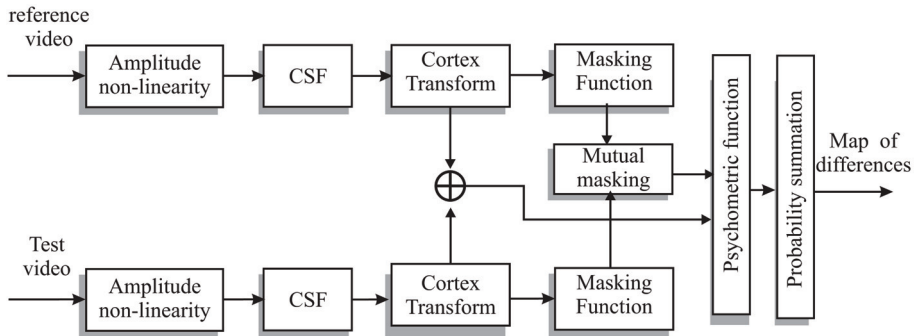 reference
video
Amplitude
non-linearity
CSF
Cortex
Transform
Masking
Function
Mutual
masking
Psychometric function
Probability summation
Map of
differences
Test
video
Amplitude
non-linearity
CSF
Cortex
Transform
Masking
Function